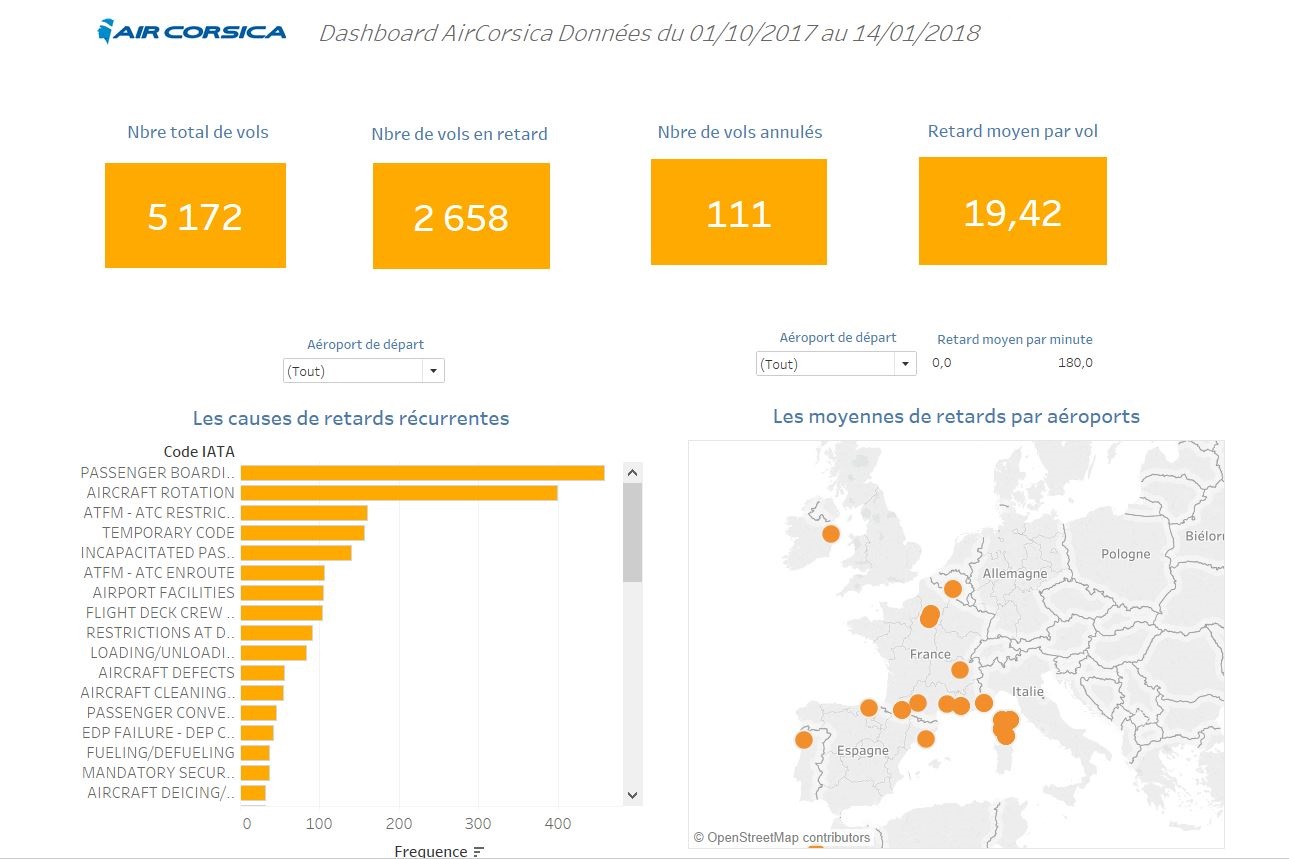 AIR CORSICA
Dashboard AirCorsica Données du 01/10/2017 au 14/01/2018
Nbre total de vols
Nbre de vols en retard
Nbre de vols annulés
Retard moyen par vol
5 172
2 658
111
19,42
Aéroport de départ
(Tout)
Aéroport de départ
(Tout)
Retard moyen par minute
0,0
180,0
Les causes de retards récurrentes
Les moyennes de retards par aéroports
Code IATA
PASSENGER BOARDI..
AIRCRAFT ROTATION
ATFM - ATC RESTRIC..
TEMPORARY CODE
INCAPACITATED PAS..
ATFM - ATC ENROUTE
AIRPORT FACILITIES
FLIGHT DECK CREW ..
RESTRICTIONS AT D..
LOADING/UNLOADI..
AIRCRAFT DEFECTS
AIRCRAFT CLEANING..
PASSENGER CONVE..
EDP FAILURE - DEP C..
FUELING/DEFUELING
MANDATORY SECUR..
AIRCRAFT DEICING/..
0
100
200
300
400
Frequence
Biélor
Pologne
Allemagne
France
Italie
Espagne
© OpenStreetMap contributors